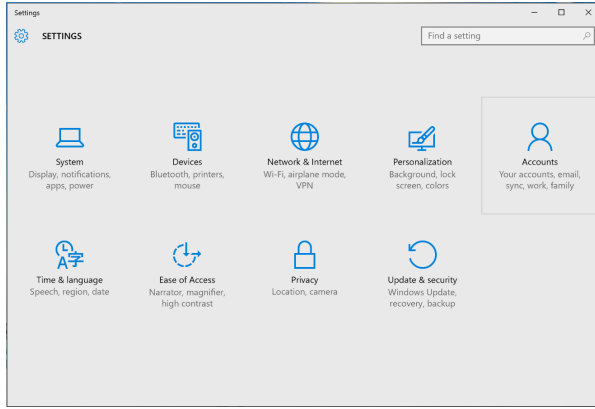 Settings
SETTINGS
Find a setting
System
Display, notifications,
apps, power
Devices
Bluetooth, printers,
mouse
Network & Internet
Wi-Fi, airplane mode,
VPN
Personalization
Background, lock
screen, colors
Accounts
Your accounts, email,
sync, work, family
A字
Time & language
Speech, region, date
Ease of Access
Narrator, magnifier,
high contrast
Privacy
Location, camera
Update & security
Windows Update,
recovery, backup